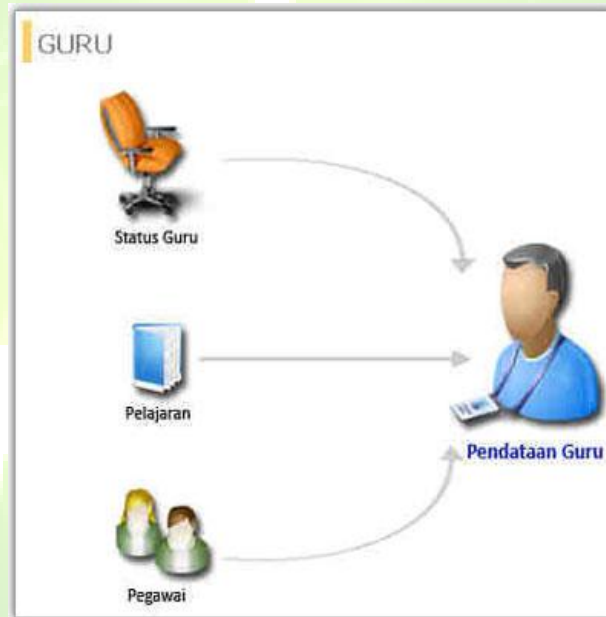 GURU
Status Guru
Pelajaran
Pendataan Guru
Pegawai